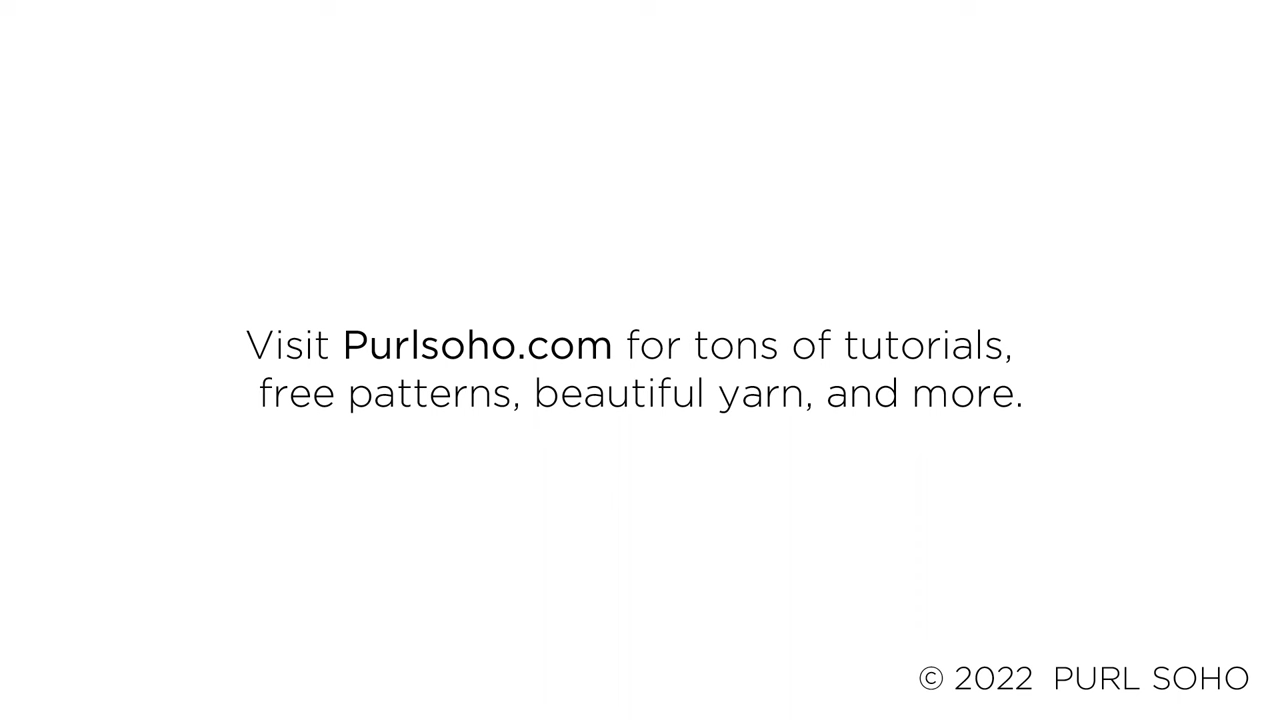 Visit Purlsoho.com for tons of tutorials,
free patterns, beautiful yarn, and more.
© 2022 PURL SOHO